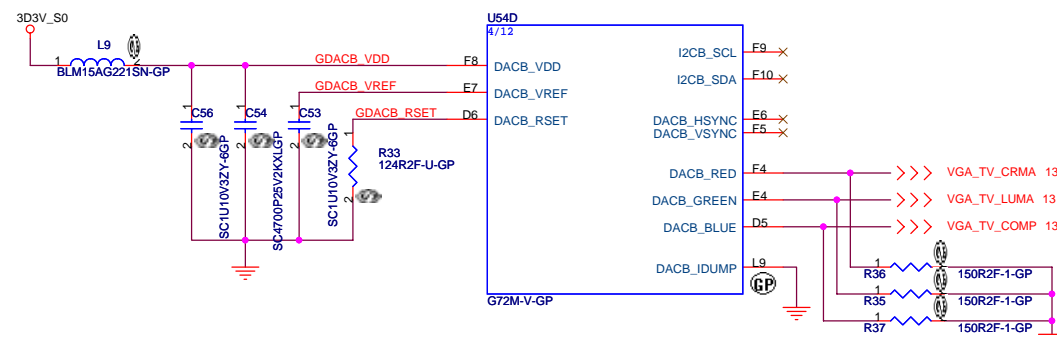 3D3V_S0
L9
1
2
BLM15AG221SN-GP
GDACB_VDD
GDACB_VREF
GDACB_RSET
1
C56
2
SC1U10V3ZY-6GP
1
C54
2
SC4700P25V2KXLGP
1
C53
2
SC1U10V3ZY-6GP
1
R33
124R2F-U-GP
2
U54D
4/12
F8
DACB_VDD
E7
DACB_VREF
D6
DACB_RSET
I2CB_SCL
F9
I2CB_SDA
F10
DACB_HSYNC
E6
DACB_VSYNC
F5
DACB_RED
F4
VGA_TV_CRMA 13
DACB_GREEN
E4
VGA_TV_LUMA 13
DACB_BLUE
D5
VGA_TV_COMP 13
DACB_IDUMP
L9
GP
G72M-V-GP
1
R36
150R2F-1-GP
1
R35
150R2F-1-GP
1
R37
150R2F-1-GP